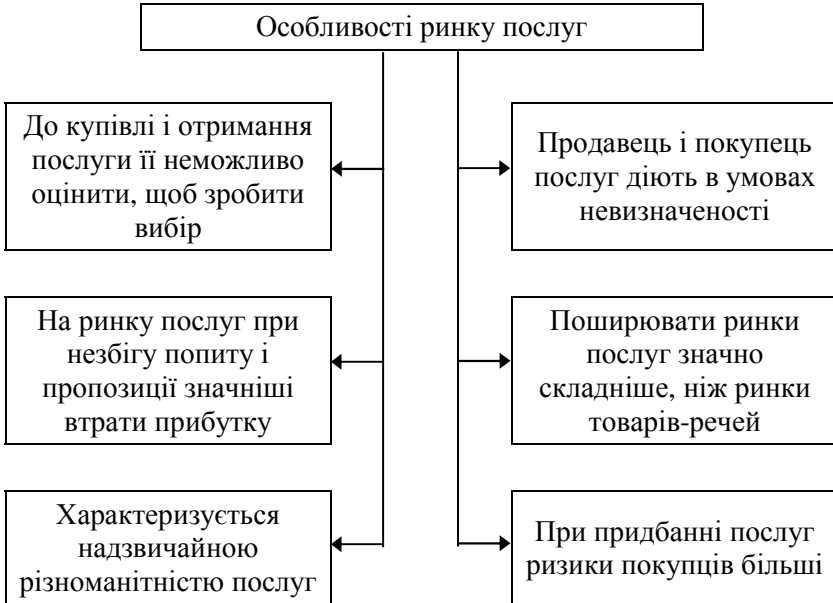 Особливості ринку послуг
До купівлі і отримання
послуги її неможливо
оцінити, щоб зробити
вибір
Продавець і покупець
послуг діють в умовах
невизначеності
На ринку послуг при
незбігу попиту і
пропозиції значніші
втрати прибутку
Поширювати ринки
послуг значно
складніше, ніж ринки
товарів-речей
Характеризується
надзвичайною
різноманітністю послуг
При придбанні послуг
ризики покупців більші